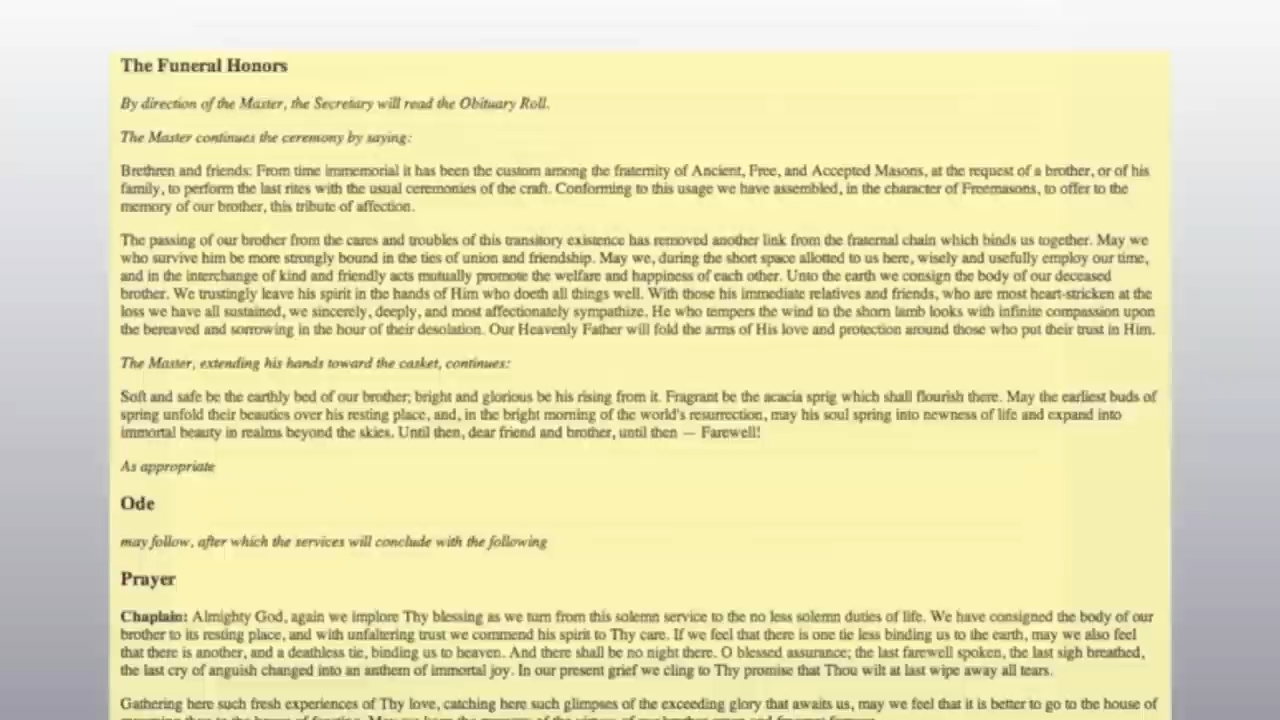 The Funeral Honors
By direction of the Master, the Secretary will read the Obituary Roll.
The Master continues the ceremony by saying:
Brethren and friends: From time immemorial it has been the custom among the fraternity of Ancient, Free, and Accepted Masons, at the request of a brother, or of his
family, to perform the last rites with the usual ceremonies of the craft. Conforming to this usage we have assembled, in the character of Freemasons, to offer to the
memory of our brother, this tribute of affection.
The passing of our brother from the cares and troubles of this transitory existence has removed another link from the fraternal chain which binds us together. May we
who survive him be more strongly bound in the ties of union and friendship. May we, during the short space allotted to us here, wisely and usefully employ our time,
and in the interchange of kind and friendly acts mutually promote the welfare and happiness of each other. Unto the earth we consign the body of our deceased
brother. We trustingly leave his spirit in the hands of Him who doeth all things well. With those his immediate relatives and friends, who are most heart-stricken at the
loss we have all sustained, we sincerely, deeply, and most affectionately sympathize. He who tempers the wind to the shorn lamb looks with infinite compassion upon
the bereaved and sorrowing in the hour of their desolation. Our Heavenly Father will fold the arms of His love and protection around those who put their trust in Him.
The Master, extending his hands toward the casket, continues:
Soft and safe be the earthly bed of our brother; bright and glorious be his rising from it. Fragrant be the acacia sprig which shall flourish there. May the earliest buds of
spring unfold their beauties over his resting place, and, in the bright morning of the world's resurrection, may his soul spring into newness of life and expand into
immortal beauty in realms beyond the skies. Until then, dear friend and brother, until then — Farewell!
As appropriate
Ode
may follow, after which the services will conclude with the following
Prayer
Chaplain: Almighty God, again we implore Thy blessing as we turn from this solemn service to the no less solemn duties of life. We have consigned the body of our
brother to its resting place, and with unfaltering trust we commend his spirit to Thy care. If we feel that there is one tie less binding us to the earth, may we also feel
that there is another, and a deathless tie, binding us to heaven. And there shall be no night there. O blessed assurance; the last farewell spoken, the last sigh breathed,
the last cry of anguish changed into an anthem of immortal joy. In our present grief we cling to Thy promise that Thou wilt at last wipe away all tears.
Gathering here such fresh experiences of Thy love, catching here such glimpses of the exceeding glory that awaits us, may we feel that it is better to go to the house of